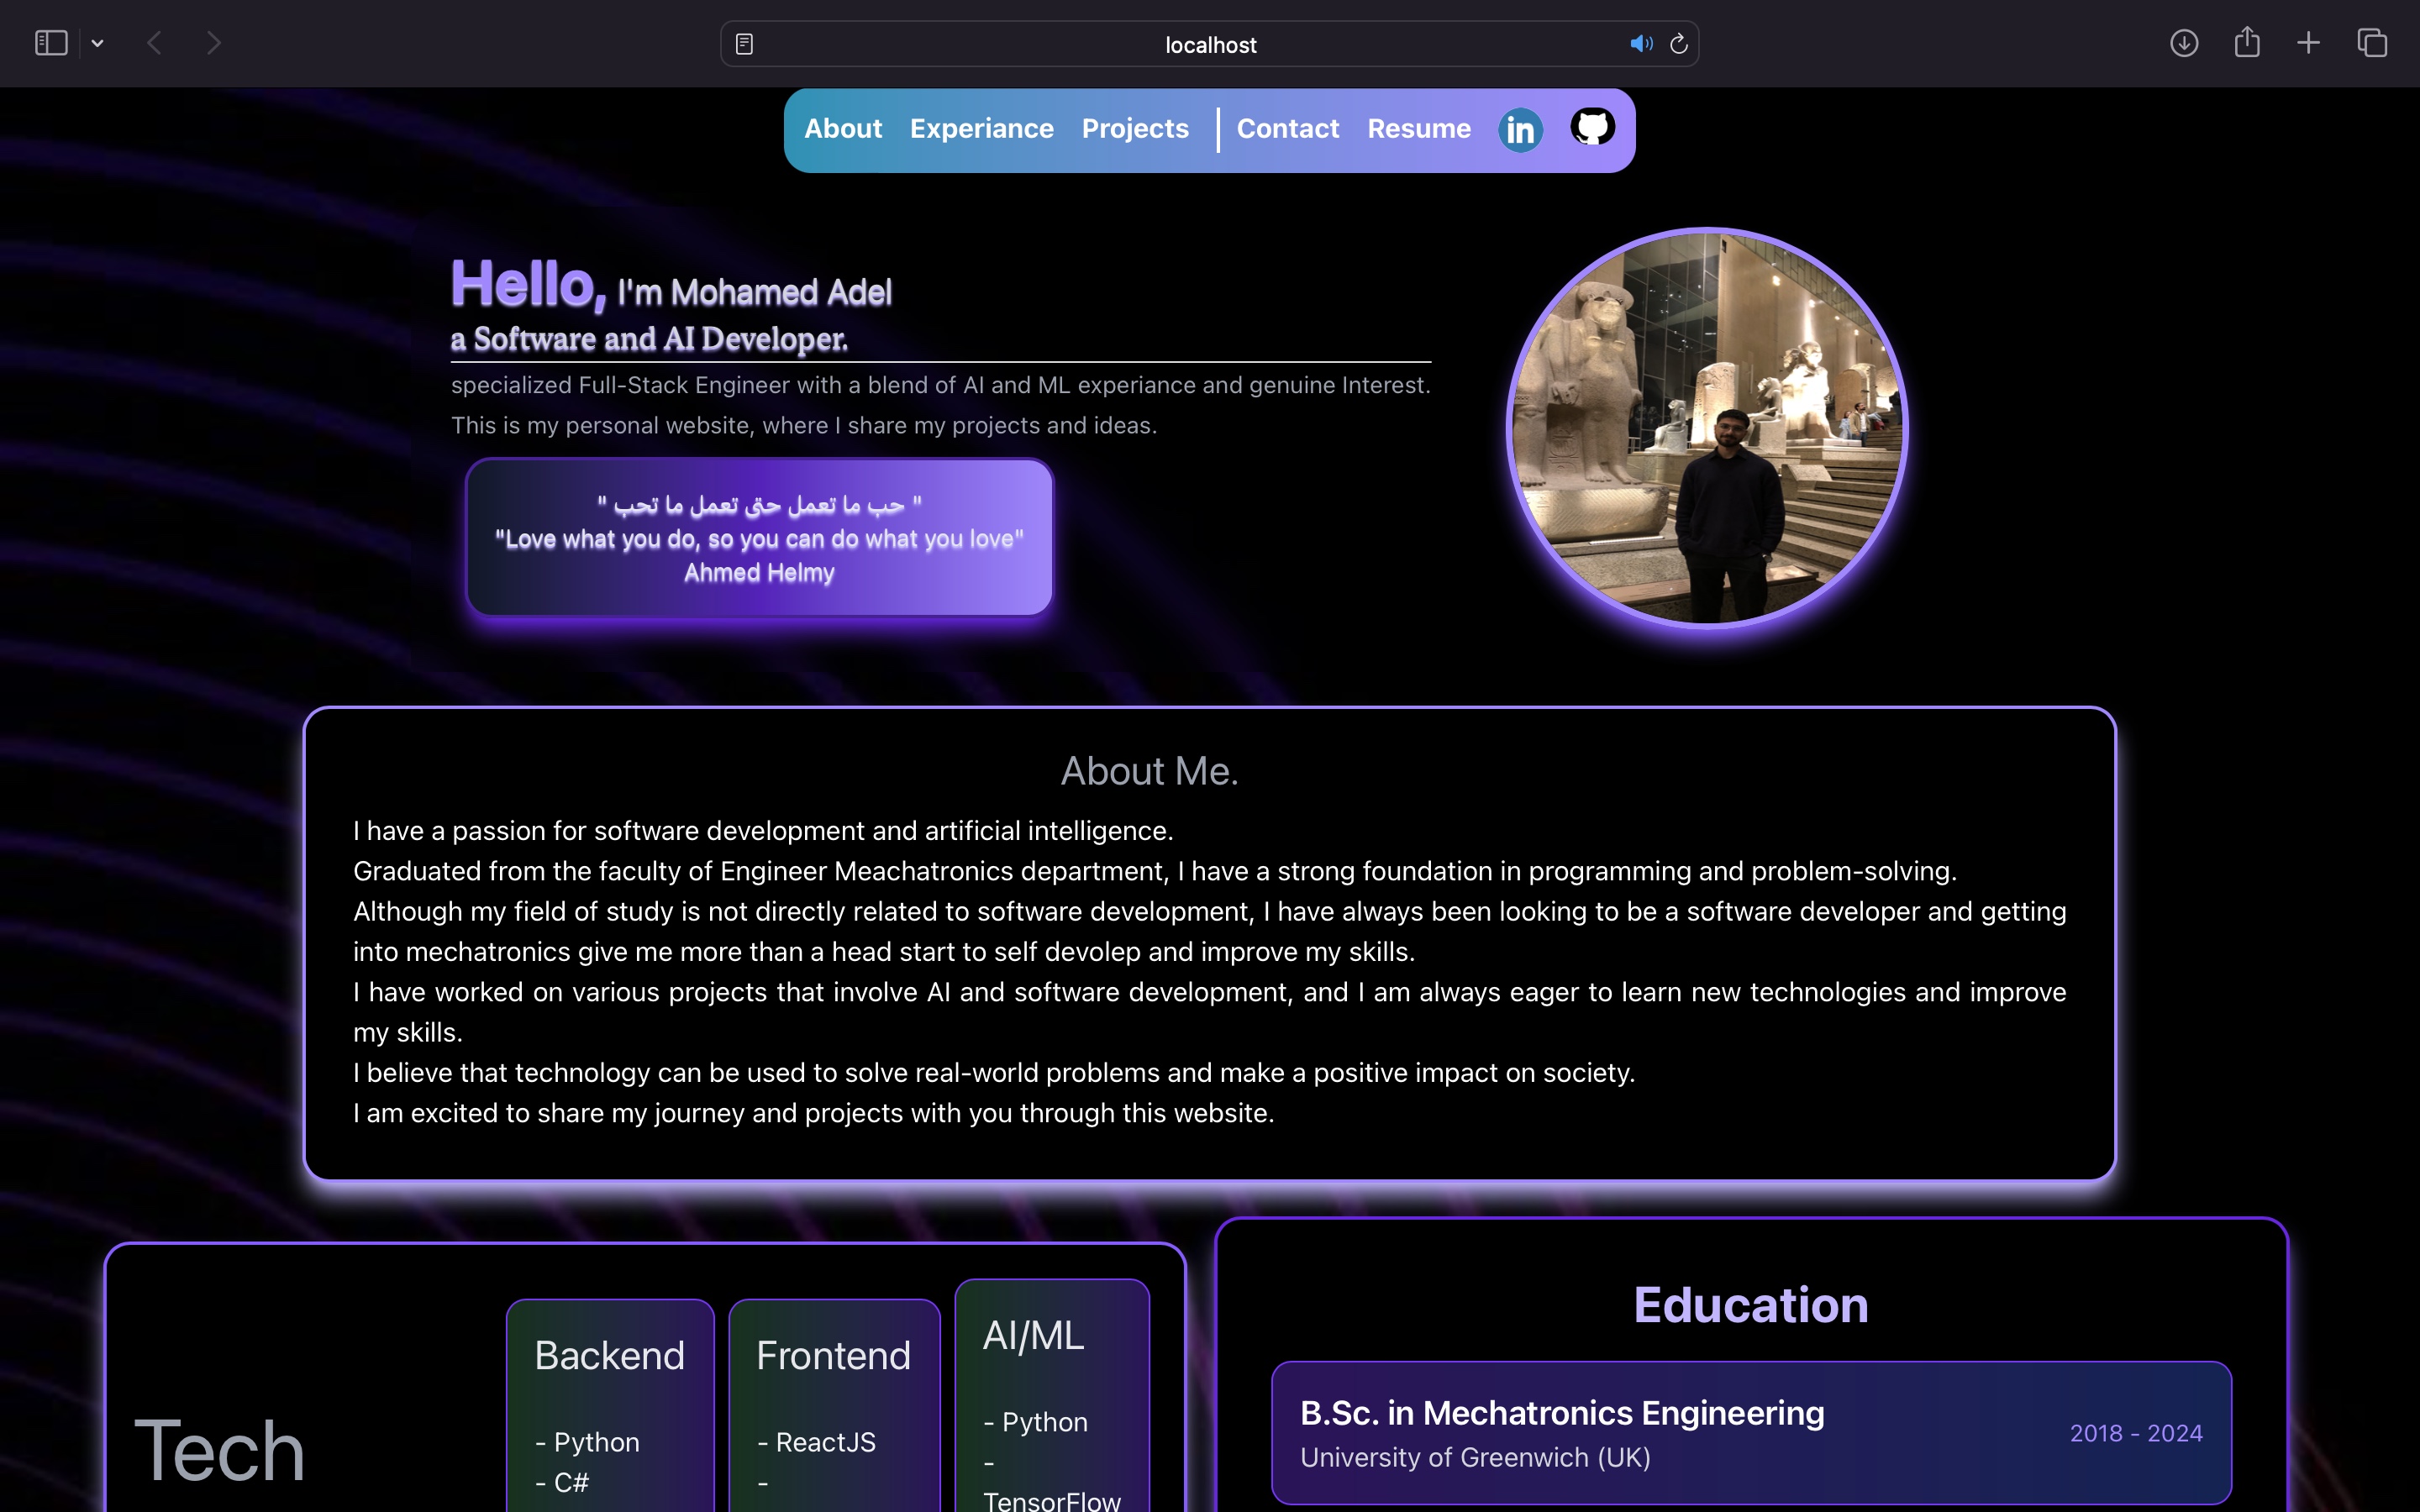 localhost
About Experiance Projects Contact Resume in
Hello, I'm Mohamed Adel
a Software and AI Developer.
specialized Full-Stack Engineer with a blend of AI and ML experiance and genuine Interest.
This is my personal website, where I share my projects and ideas.
" حب ما تعمل حتى تعمل ما تحب "
"Love what you do, so you can do what you love"
Ahmed Helmy
About Me.
I have a passion for software development and artificial intelligence.
Graduated from the faculty of Engineer Meachatronics department, I have a strong foundation in programming and problem-solving.
Although my field of study is not directly related to software development, I have always been looking to be a software developer and getting
into mechatronics give me more than a head start to self devolep and improve my skills.
I have worked on various projects that involve AI and software development, and I am always eager to learn new technologies and improve
my skills.
I believe that technology can be used to solve real-world problems and make a positive impact on society.
I am excited to share my journey and projects with you through this website.
Tech
Backend
- Python
- C#
Frontend
- ReactJS
-
AI/ML
- Python
-
TensorFlow
Education
B.Sc. in Mechatronics Engineering
University of Greenwich (UK)
2018 - 2024